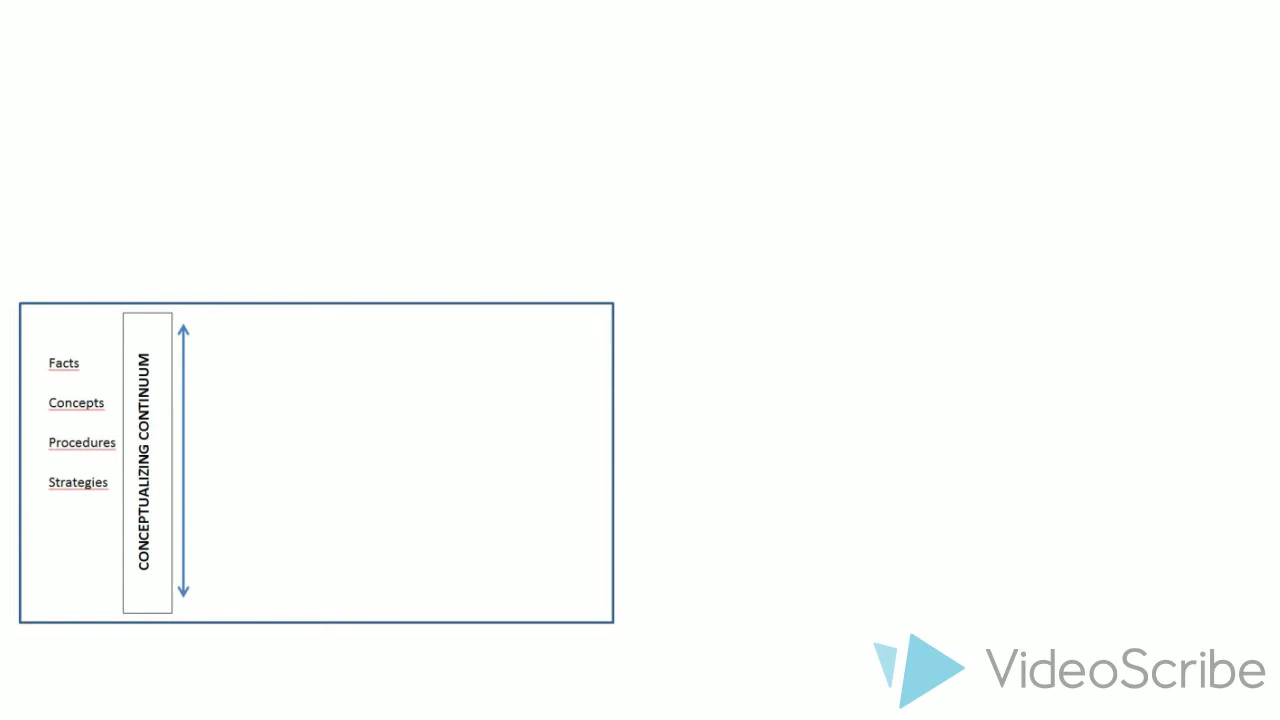 Facts
Concepts
Procedures
Strategies
CONCEPTUALIZING CONTINUUM
VideoScribe